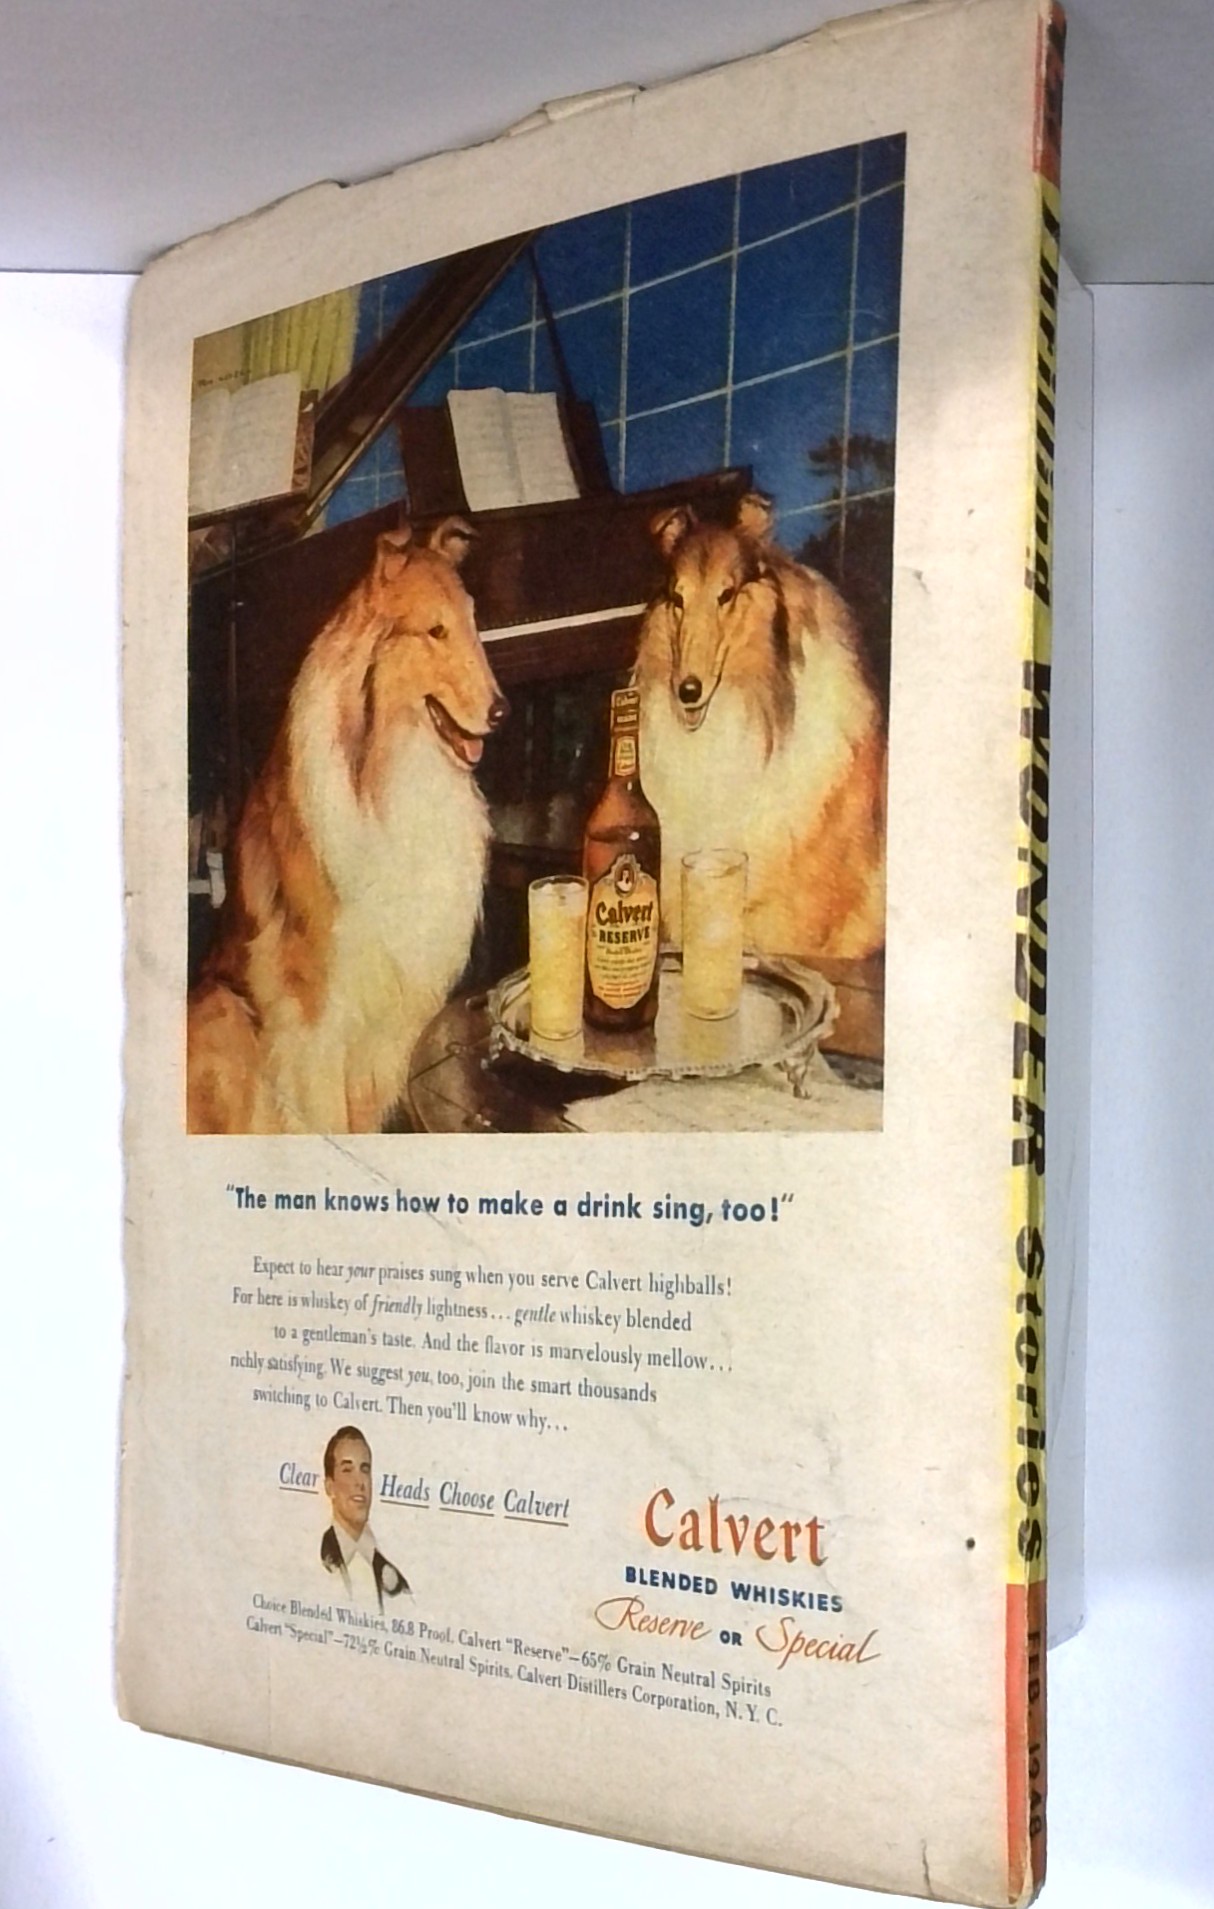 Calvert
RESERVE
"The man knows how to make a drink sing, too!"
Expect to hear your praises sung when you serve Calvert highballs!
For here is whiskey of friendly lightness... gentle whiskey blended
to a gentleman's taste. And the flavor is marvelously mellow...
richly satisfying. We suggest you, too, join the smart thousands
switching to Calvert. Then you'll know why...
Clear Heads Choose Calvert
Calvert
BLENDED WHISKIES
Reserve OR Special
Choice Blended Whiskies, 86.8 Proof. Calvert "Reserve"—65% Grain Neutral Spirits
Calvert "Special"—72½% Grain Neutral Spirits. Calvert Distillers Corporation, N. Y. C.
Thrilling WONDER Stories
FEB. 1948